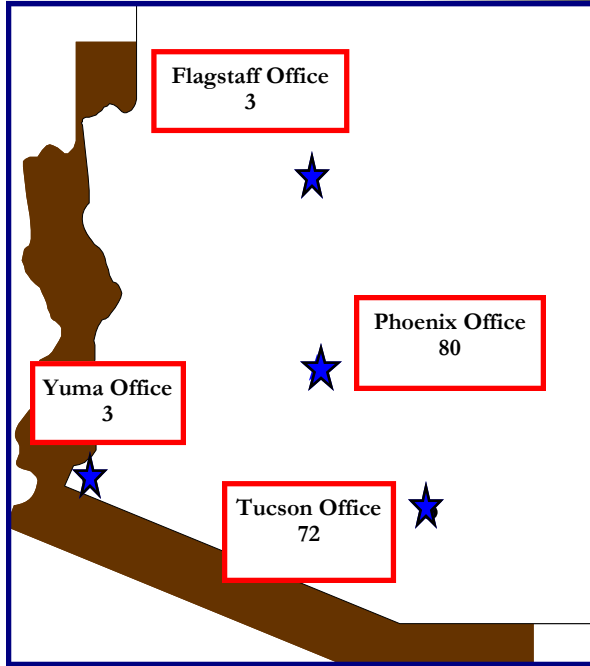 Flagstaff Office
3
Phoenix Office
80
Yuma Office
3
Tucson Office
72